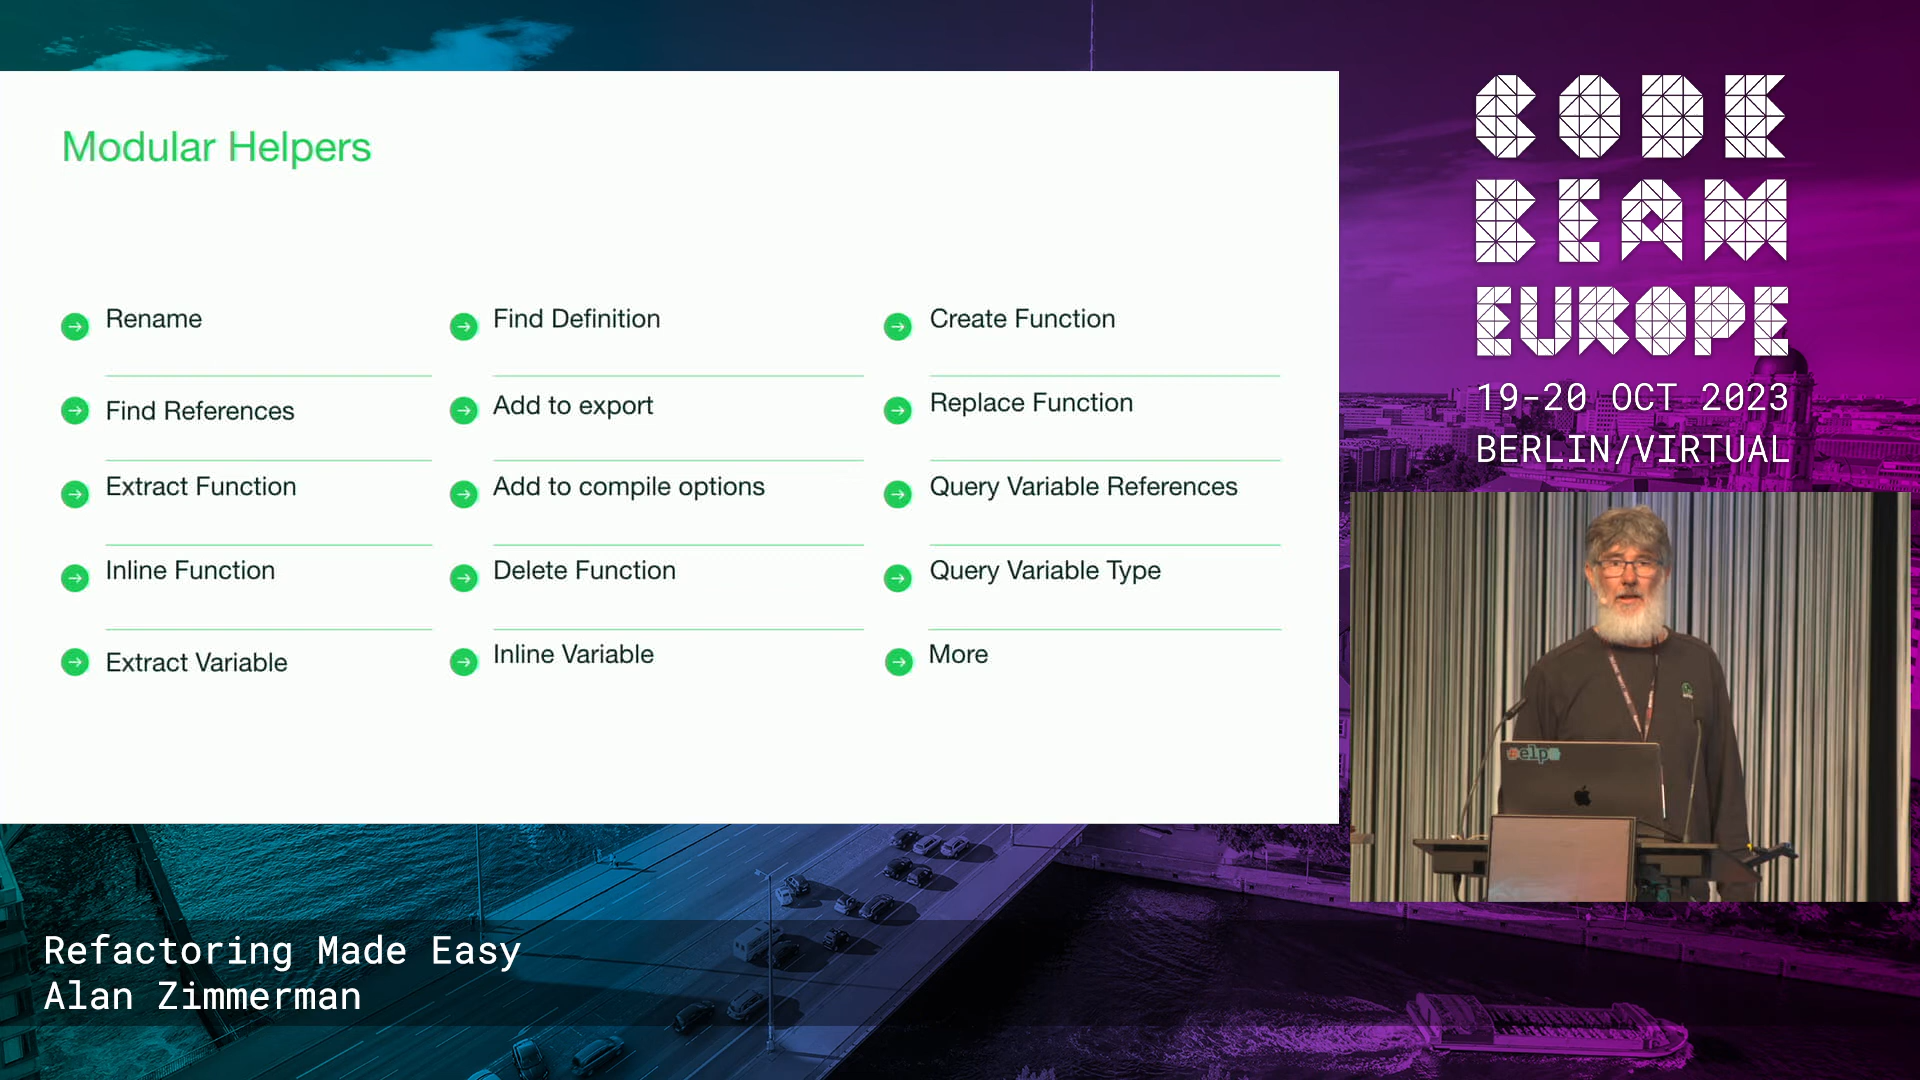 Modular Helpers
Rename
Find References
Extract Function
Inline Function
Extract Variable
Find Definition
Add to export
Add to compile options
Delete Function
Inline Variable
Create Function
Replace Function
Query Variable References
Query Variable Type
More
CODE
BEAM
EUROPE
19-20 OCT 2023
BERLIN/VIRTUAL
elp
Refactoring Made Easy
Alan Zimmerman